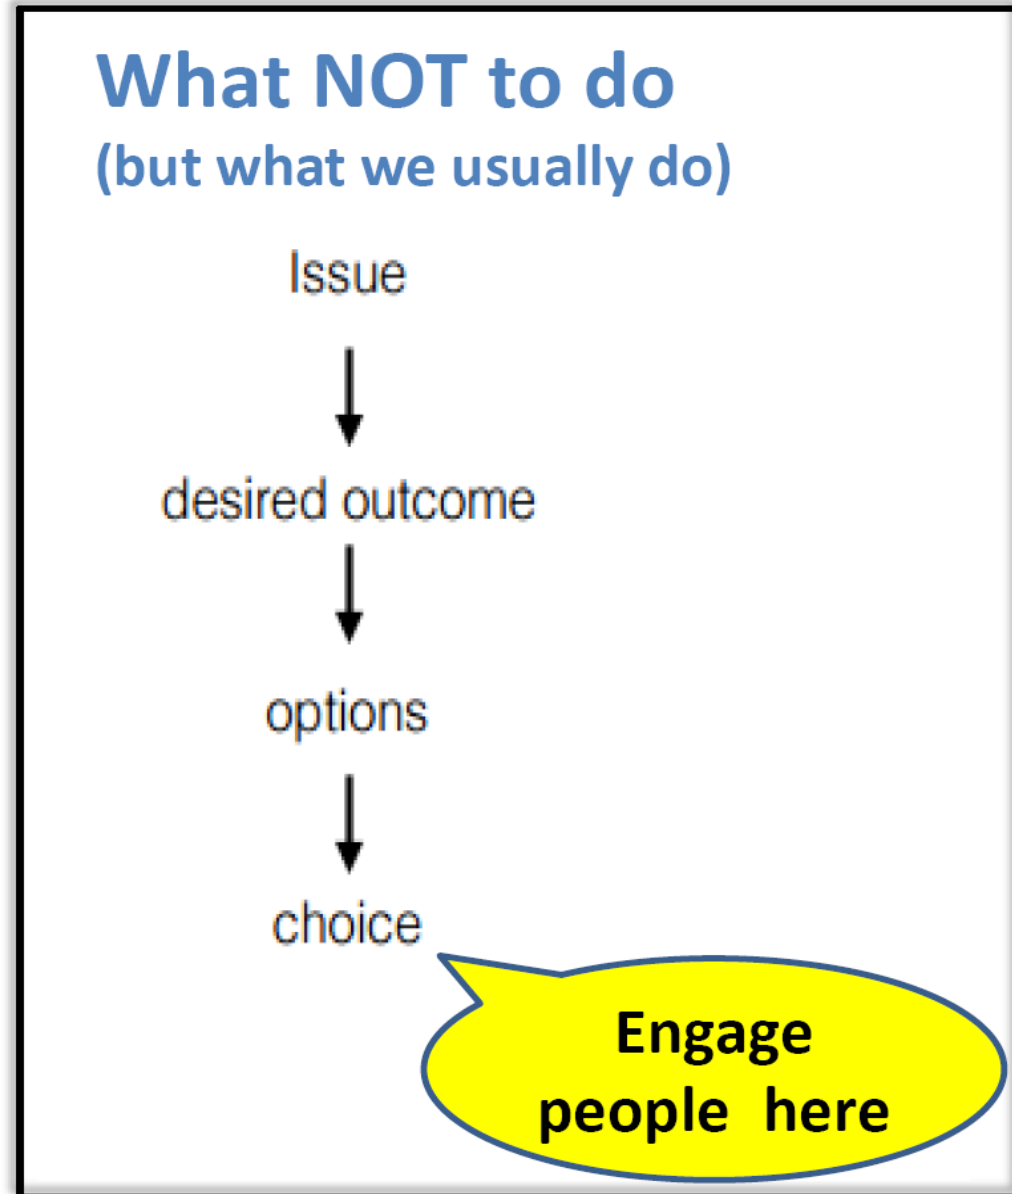 What NOT to do
(but what we usually do)
Issue
desired outcome
options
choice
Engage
people here